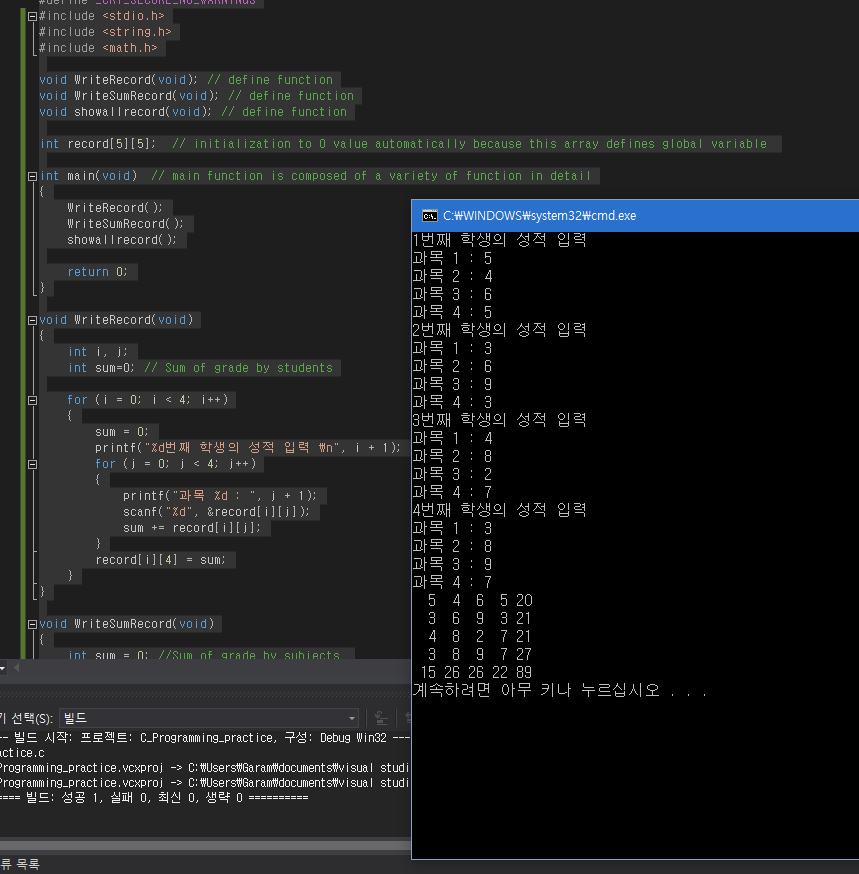 #define _CRT_SECURE_NO_WARNINGS
#include <stdio.h>
#include <string.h>
#include <math.h>
void WriteRecord(void); // define function
void WriteSumRecord(void); // define function
void showallrecord(void); // define function
int record[5][5];  // initialization to 0 value automatically because this array defines global variable
int main(void)  // main function is composed of a variety of function in detail
{
WriteRecord();
WriteSumRecord();
showallrecord();
return 0;
}
void WriteRecord(void)
{
int i, j;
int sum=0; // Sum of grade by students
for (i = 0; i < 4; i++)
{
sum = 0;
printf("%d번째 학생의 성적 입력 ₩n", i + 1);
for (j = 0; j < 4; j++)
{
printf("과목 %d : ", j + 1);
scanf("%d", &record[i][j]);
sum += record[i][j];
}
record[i][4] = sum;
}
}
void WriteSumRecord(void)
{
int sum = 0; //Sum of grade by subjects
C:₩WINDOWS₩system32₩cmd.exe
1번째 학생의 성적 입력
과목 1 : 5
과목 2 : 4
과목 3 : 6
과목 4 : 5
2번째 학생의 성적 입력
과목 1 : 3
과목 2 : 6
과목 3 : 9
과목 4 : 3
3번째 학생의 성적 입력
과목 1 : 4
과목 2 : 8
과목 3 : 2
과목 4 : 7
4번째 학생의 성적 입력
과목 1 : 3
과목 2 : 8
과목 3 : 9
과목 4 : 7
5 4 6 5 20
3 6 9 3 21
4 8 2 7 21
3 8 9 7 27
15 26 26 22 89
계속하려면 아무 키나 누르십시오 . . .
기 선택(S): 빌드
-- 빌드 시작: 프로젝트: C_Programming_practice, 구성: Debug Win32 ---
actice.c
Programming_practice.vcxproj -> C:₩Users₩Garam₩documents₩visual studi
Programming_practice.vcxproj -> C:₩Users₩Garam₩documents₩visual studi
==== 빌드: 성공 1, 실패 0, 최신 0, 생략 0 ==========
류 목록